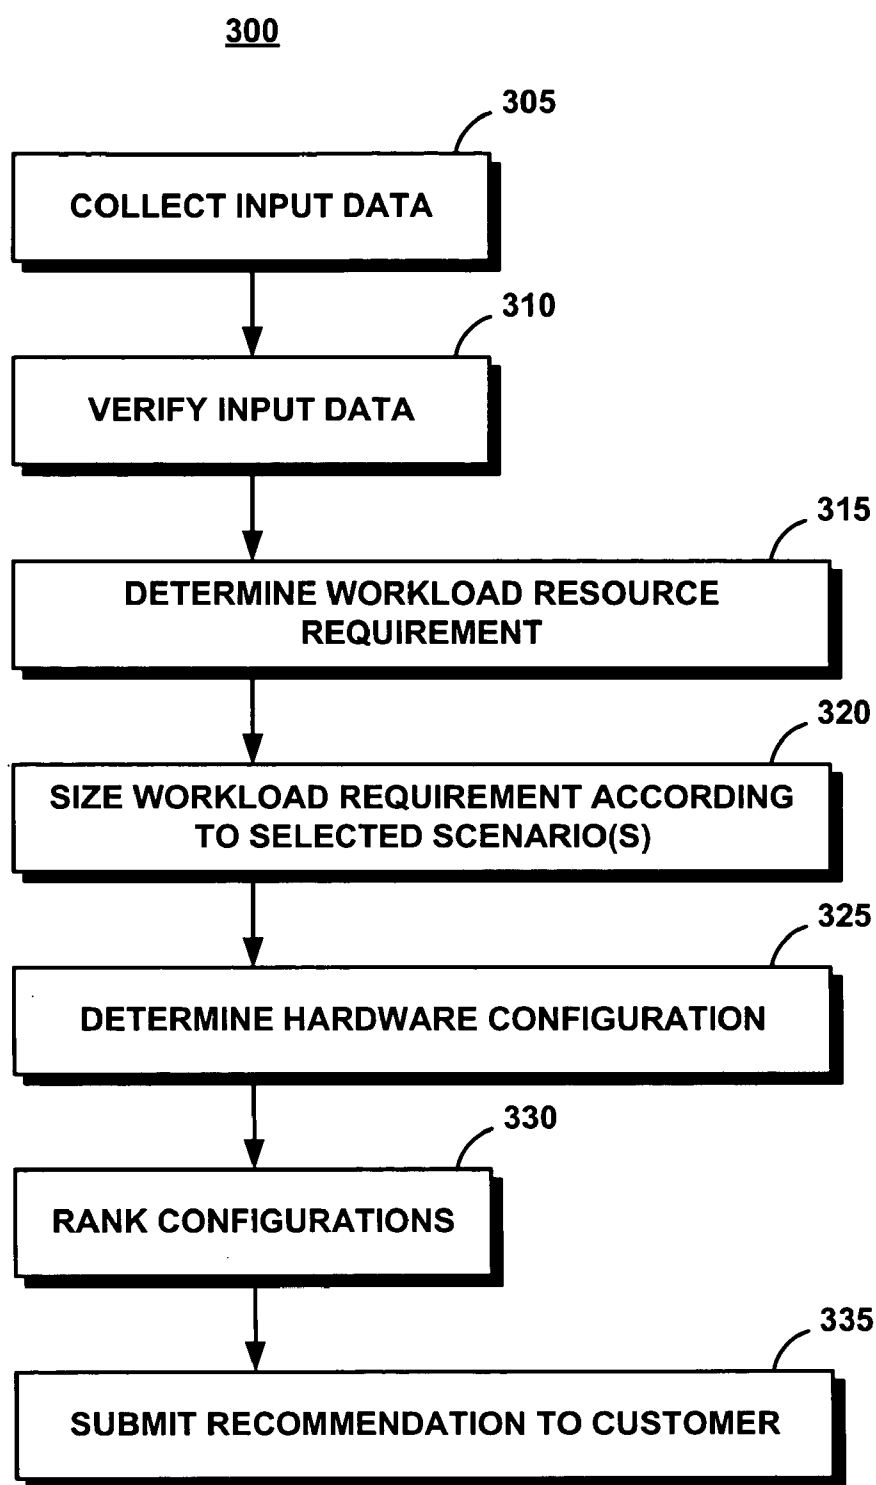 300
305
COLLECT INPUT DATA
310
VERIFY INPUT DATA
315
DETERMINE WORKLOAD RESOURCE
REQUIREMENT
320
SIZE WORKLOAD REQUIREMENT ACCORDING
TO SELECTED SCENARIO(S)
325
DETERMINE HARDWARE CONFIGURATION
330
RANK CONFIGURATIONS
335
SUBMIT RECOMMENDATION TO CUSTOMER